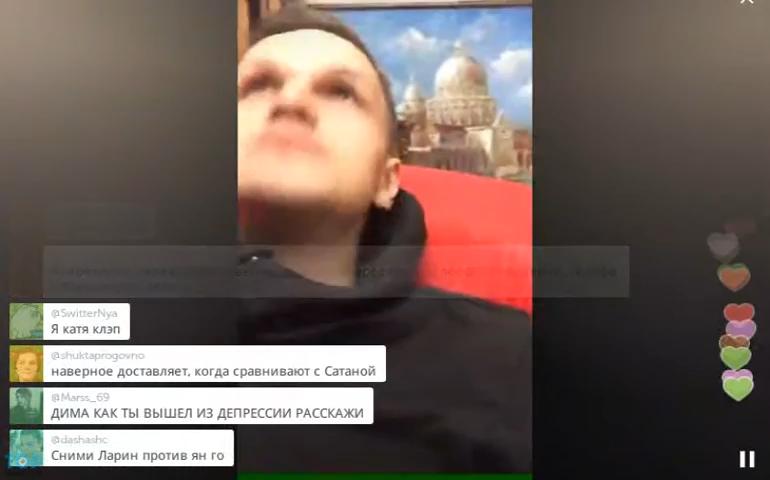 @SwitterNya
Я катя клэп
@shuktaprogovno
наверное доставляет, когда сравнивают с Сатаной
@Marss_69
ДИМА КАК ТЫ ВЫШЕЛ ИЗ ДЕПРЕССИИ РАССКАЖИ
@dashashc
Сними Ларин против ян го